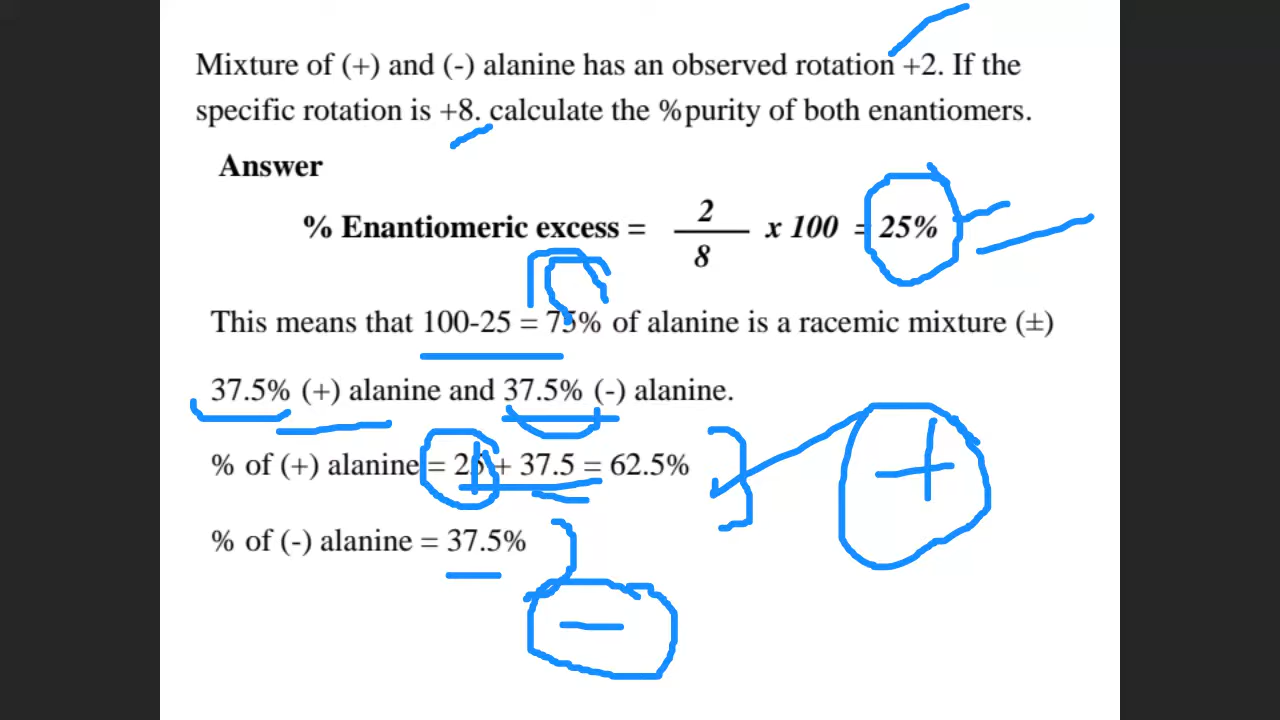 Mixture of (+) and (-) alanine has an observed rotation +2. If the
specific rotation is +8. calculate the %purity of both enantiomers.
Answer
% Enantiomeric excess = 2/8 x 100 = 25%
This means that 100-25 = 75% of alanine is a racemic mixture (±)
37.5% (+) alanine and 37.5% (-) alanine.
% of (+) alanine = 25 + 37.5 = 62.5%
+
% of (-) alanine = 37.5%
−